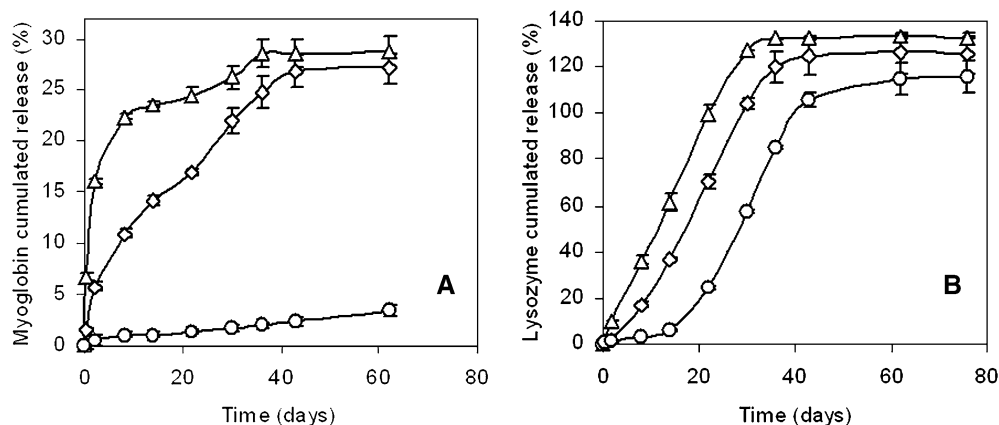 Myoglobin cumulated release (%)
30
25
20
15
10
5
0
0 20 40 60 80
Time (days)
A
Lysozyme cumulated release (%)
140
120
100
80
60
40
20
0
0 20 40 60 80
Time (days)
B